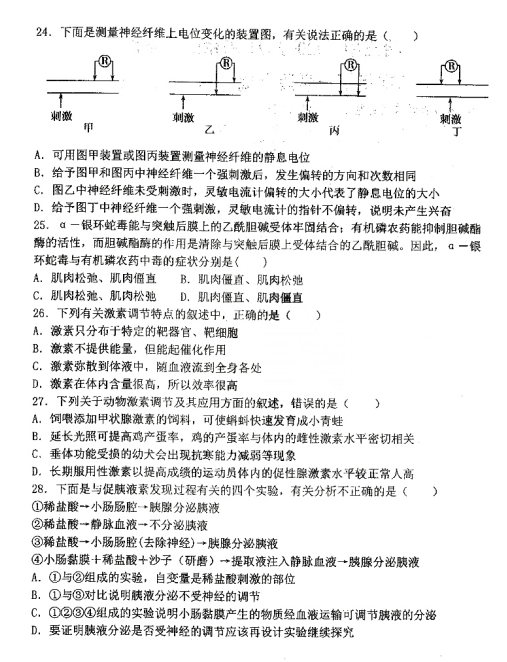 24. 下面是测量神经纤维上电位变化的装置图，有关说法正确的是（　　）
R R R R
刺激 刺激 刺激 刺激
甲 乙 丙 丁
A. 可用图甲装置或图丙装置测量神经纤维的静息电位
B. 给予图甲和图丙中神经纤维一个强刺激后，发生偏转的方向和次数相同
C. 图乙中神经纤维未受刺激时，灵敏电流计偏转的大小代表了静息电位的大小
D. 给予图丁中神经纤维一个强刺激，灵敏电流计的指针不偏转，说明未产生兴奋
25. α－银环蛇毒能与突触后膜上的乙酰胆碱受体牢固结合；有机磷农药能抑制胆碱酯
酶的活性，而胆碱酯酶的作用是清除与突触后膜上受体结合的乙酰胆碱。因此，α－银
环蛇毒与有机磷农药中毒的症状分别是（　　）
A. 肌肉松弛、肌肉僵直　　B. 肌肉僵直、肌肉松弛
C. 肌肉松弛、肌肉松弛　　D. 肌肉僵直、肌肉僵直
26. 下列有关激素调节特点的叙述中，正确的是（　　）
A. 激素只分布于特定的靶器官、靶细胞
B. 激素不提供能量，但能起催化作用
C. 激素弥散到体液中，随血液流到全身各处
D. 激素在体内含量很高，所以效率很高
27. 下列关于动物激素调节及其应用方面的叙述，错误的是（　　）
A. 饲喂添加甲状腺激素的饲料，可使蝌蚪快速发育成小青蛙
B. 延长光照可提高鸡产蛋率，鸡的产蛋率与体内的雌性激素水平密切相关
C. 垂体功能受损的幼犬会出现抗寒能力减弱等现象
D. 长期服用性激素以提高成绩的运动员体内的促性腺激素水平较正常人高
28. 下面是与促胰液素发现过程有关的四个实验，有关分析不正确的是（　　）
①稀盐酸→小肠肠腔→胰腺分泌胰液
②稀盐酸→静脉血液→不分泌胰液
③稀盐酸→小肠肠腔(去除神经)→胰腺分泌胰液
④小肠黏膜＋稀盐酸＋沙子（研磨）→提取液注入静脉血液→胰腺分泌胰液
A. ①与②组成的实验，自变量是稀盐酸刺激的部位
B. ①与③对比说明胰液分泌不受神经的调节
C. ①②③④组成的实验说明小肠黏膜产生的物质经血液运输可调节胰液的分泌
D. 要证明胰液分泌是否受神经的调节应该再设计实验继续探究